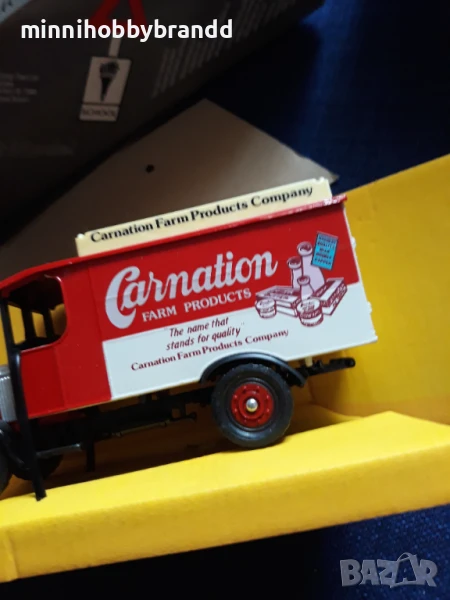 minnihobbybrandd
SCHOOL
Carnation Farm Products Company
Carnation
FARM PRODUCTS
The name that
stands for quality
Carnation Farm Products Company
BAZAR